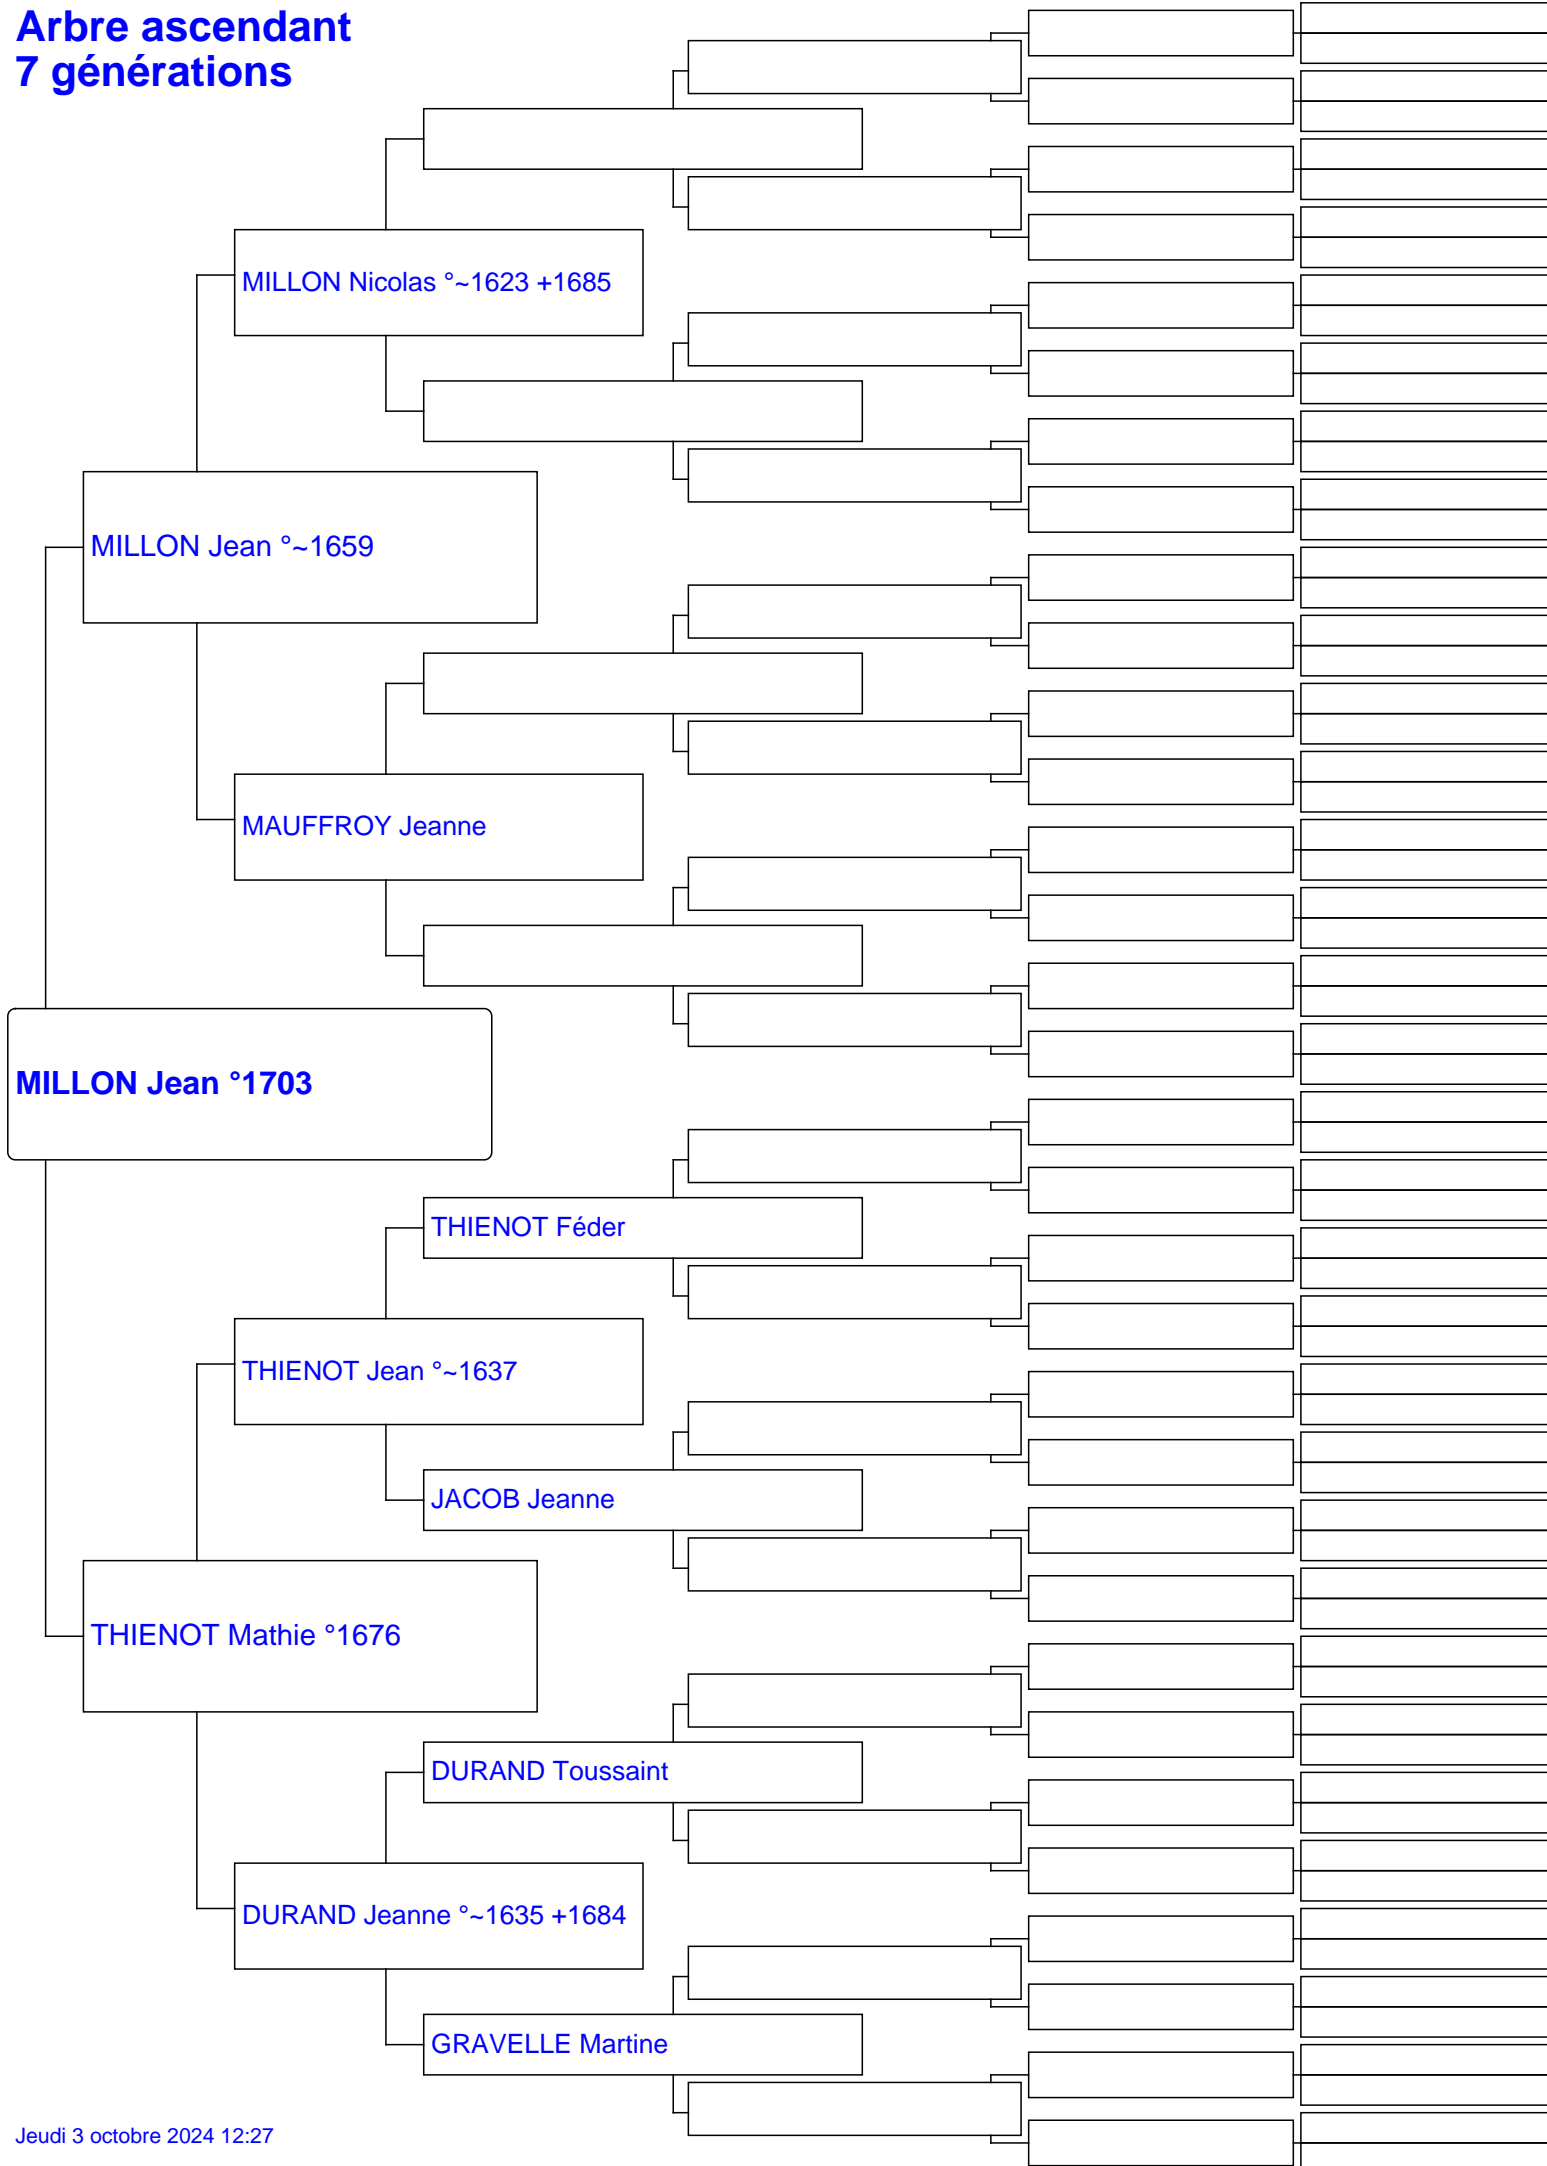 Arbre ascendant
7 générations
MILLON Nicolas °~1623 +1685
MILLON Jean °~1659
MAUFFROY Jeanne
MILLON Jean °1703
THIENOT Féder
THIENOT Jean °~1637
JACOB Jeanne
THIENOT Mathie °1676
DURAND Toussaint
DURAND Jeanne °~1635 +1684
GRAVELLE Martine
Jeudi 3 octobre 2024 12:27